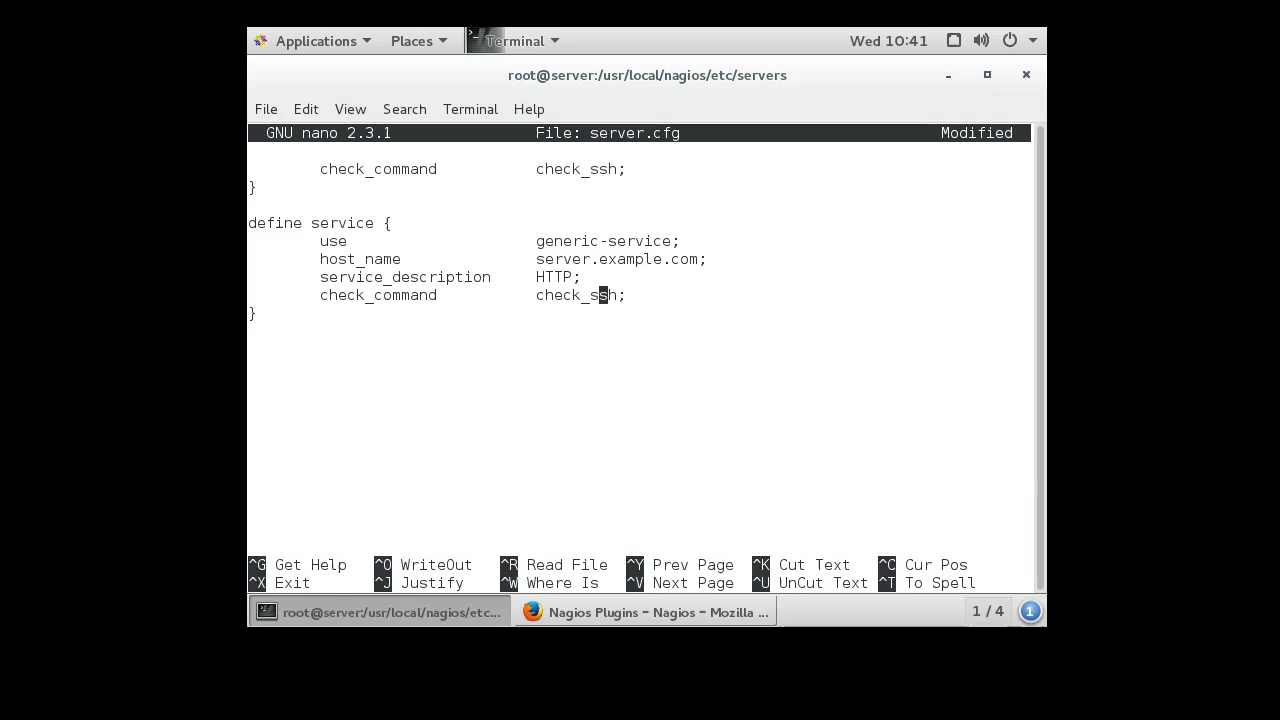 Applications Places Terminal Wed 10:41
root@server:/usr/local/nagios/etc/servers
File Edit View Search Terminal Help
GNU nano 2.3.1 File: server.cfg Modified
check_command check_ssh;
}
define service {
use generic-service;
host_name server.example.com;
service_description HTTP;
check_command check_ssh;
}
^G Get Help ^O WriteOut ^R Read File ^Y Prev Page ^K Cut Text ^C Cur Pos
^X Exit ^J Justify ^W Where Is ^V Next Page ^U UnCut Text ^T To Spell
root@server:/usr/local/nagios/etc... Nagios Plugins - Nagios - Mozilla ... 1 / 4 1